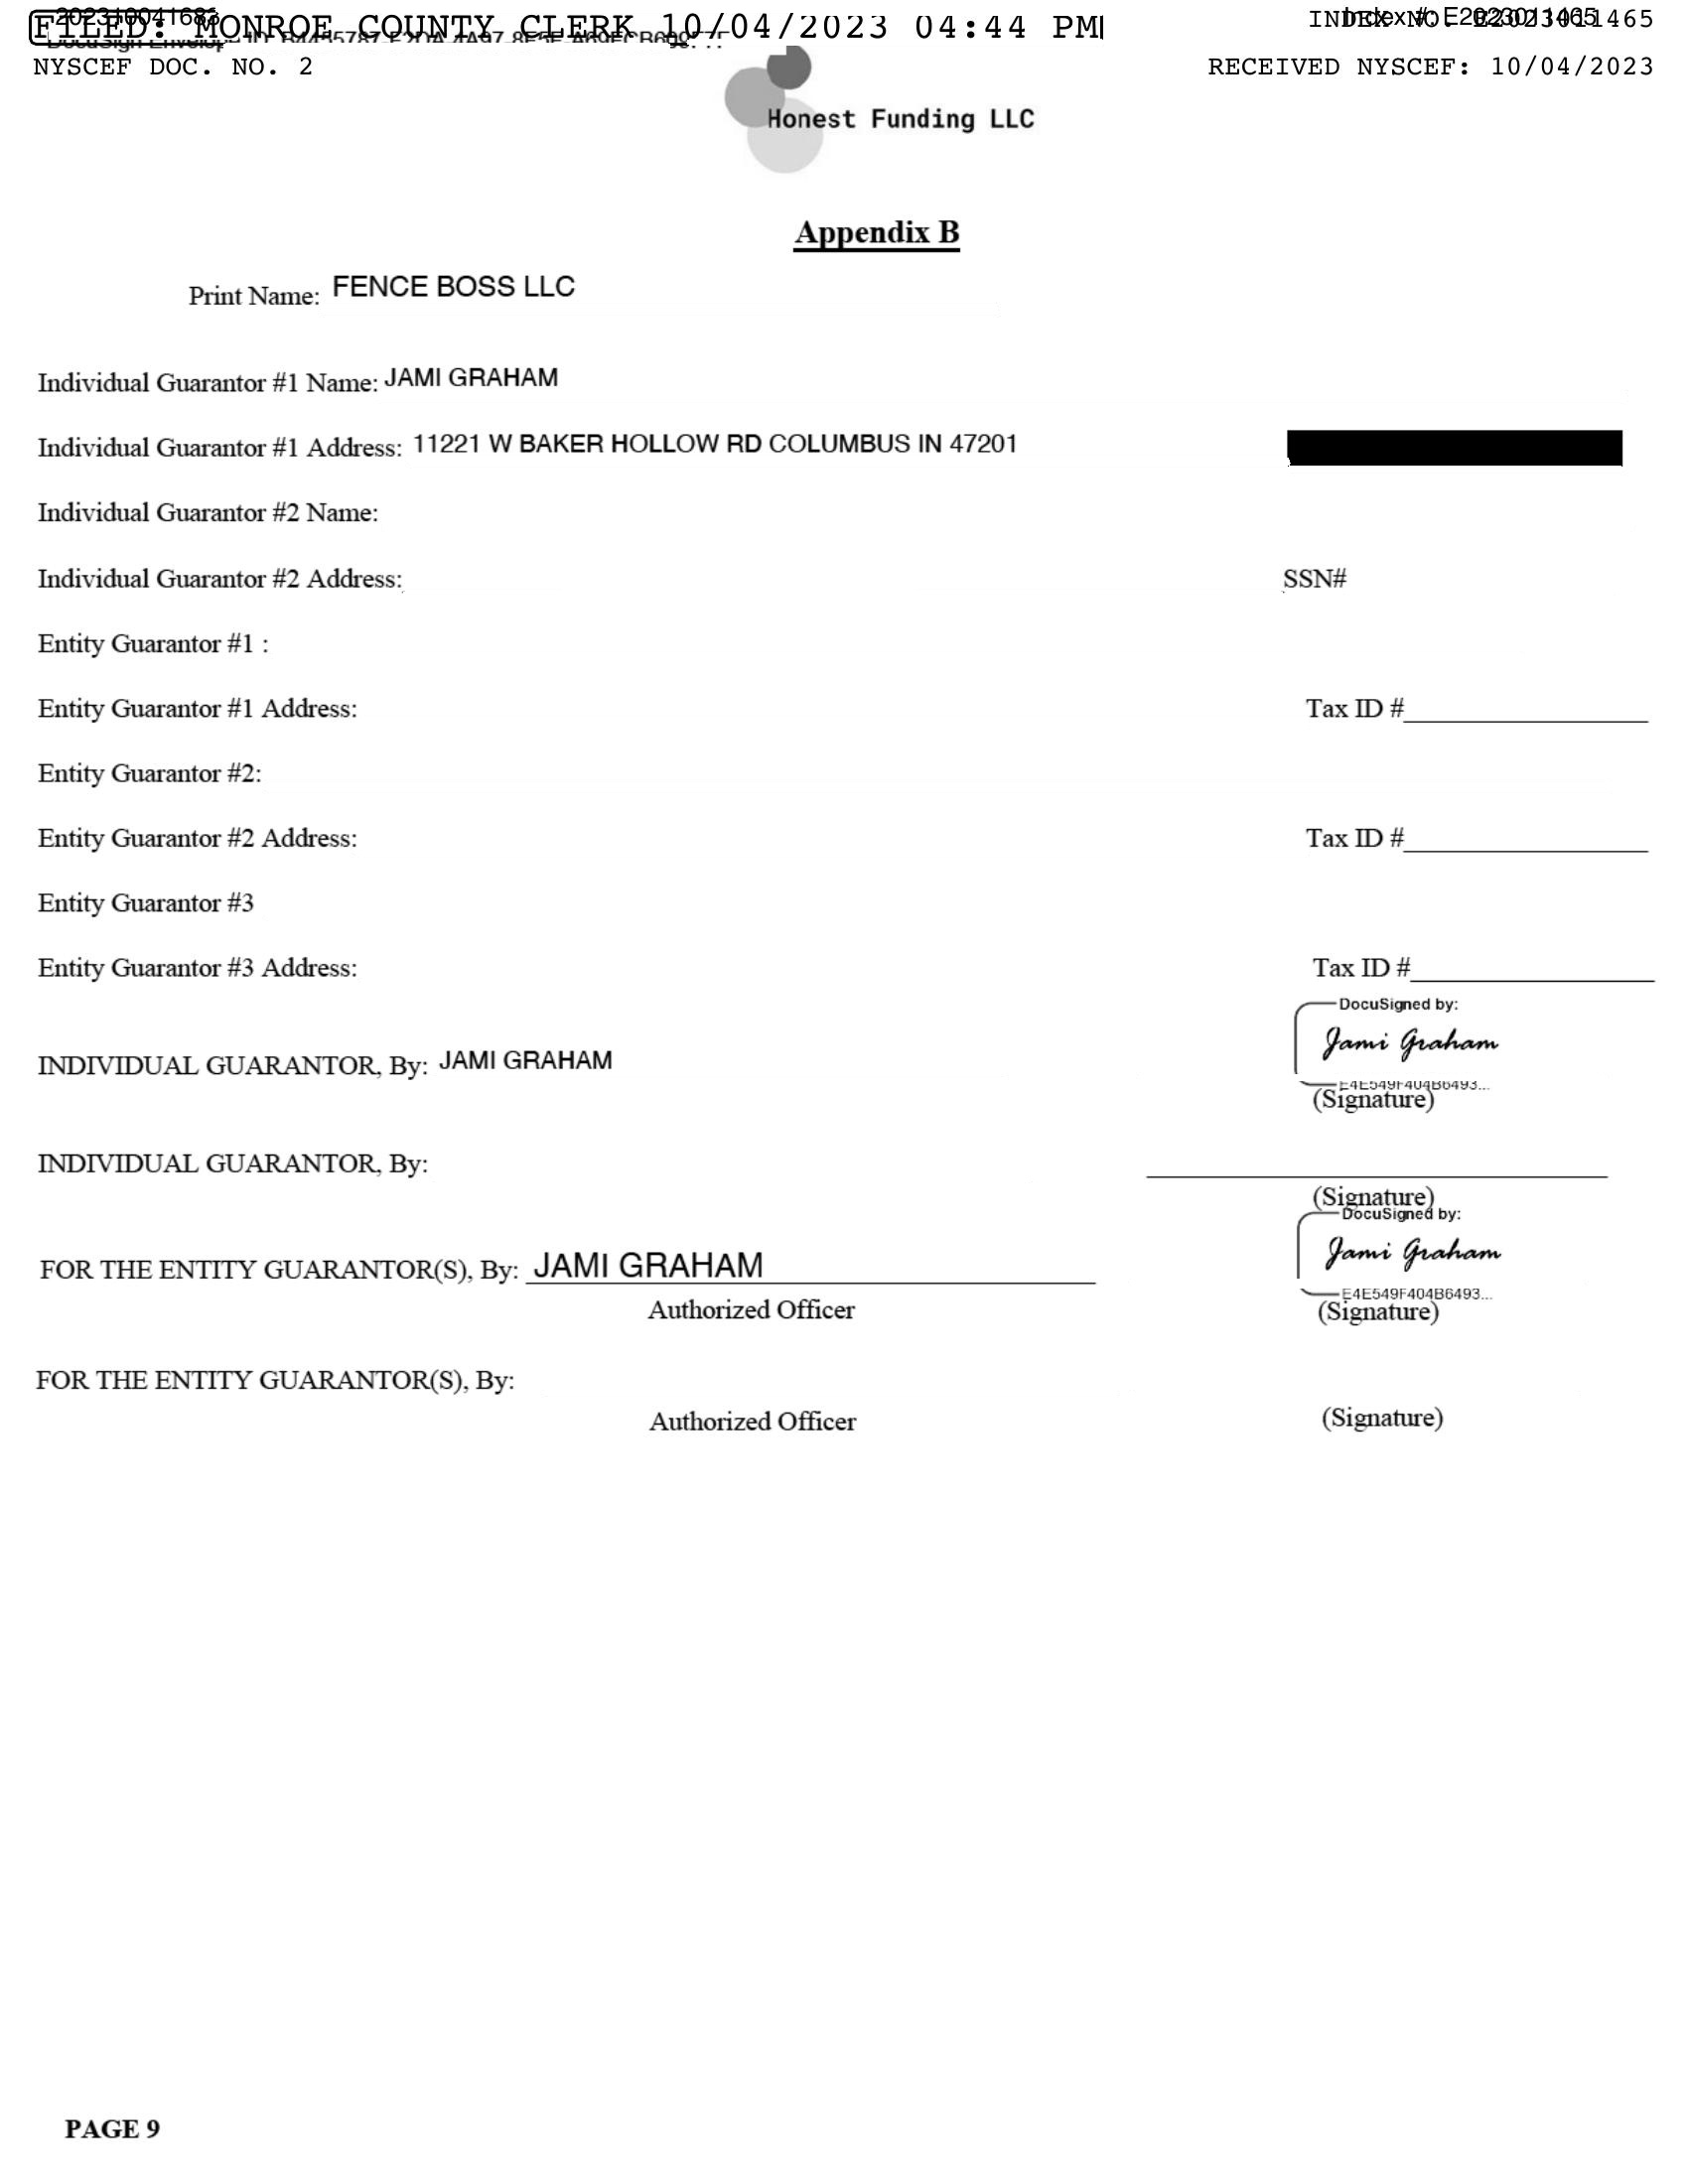 202310041683 Index #: E2023011465
FILED: MONROE COUNTY CLERK 10/04/2023 04:44 PM INDEX NO. E2023011465
DocuSign Envelope ID:
NYSCEF DOC. NO. 2 RECEIVED NYSCEF: 10/04/2023
Honest Funding LLC
Appendix B
Print Name: FENCE BOSS LLC
Individual Guarantor #1 Name: JAMI GRAHAM
Individual Guarantor #1 Address: 11221 W BAKER HOLLOW RD COLUMBUS IN 47201
Individual Guarantor #2 Name:
Individual Guarantor #2 Address: SSN#
Entity Guarantor #1 :
Entity Guarantor #1 Address: Tax ID #
Entity Guarantor #2:
Entity Guarantor #2 Address: Tax ID #
Entity Guarantor #3
Entity Guarantor #3 Address: Tax ID #
DocuSigned by:
Jami Graham
INDIVIDUAL GUARANTOR, By: JAMI GRAHAM
E4E549F404B6493...
(Signature)
INDIVIDUAL GUARANTOR, By:
(Signature)
DocuSigned by:
Jami Graham
FOR THE ENTITY GUARANTOR(S), By: JAMI GRAHAM
E4E549F404B6493...
Authorized Officer (Signature)
FOR THE ENTITY GUARANTOR(S), By:
Authorized Officer (Signature)
PAGE 9